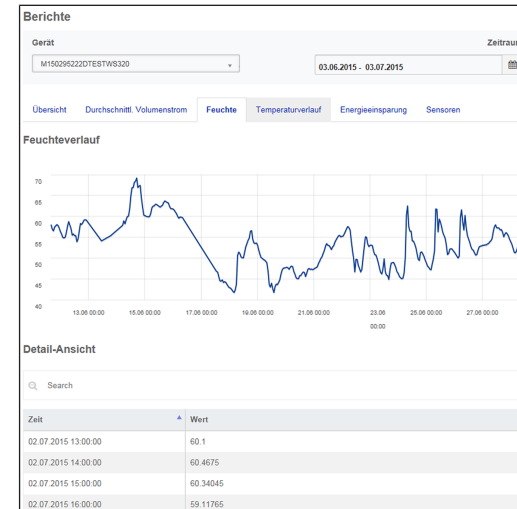 Berichte
Gerät
Zeitrau
M150295222DTESTWS320
03.06.2015 - 03.07.2015
Übersicht Durchschnittl. Volumenstrom Feuchte Temperaturverlauf Energieeinsparung Sensoren
Feuchteverlauf
70
65
60
55
50
45
40
13.06 00:00 15.06 00:00 17.06 00:00 19.06 00:00 21.06 00:00 23.06 00:00 25.06 00:00 27.06 00:00
Detail-Ansicht
Search
Zeit Wert
02.07.2015 13:00:00 60.1
02.07.2015 14:00:00 60.4675
02.07.2015 15:00:00 60.34045
02.07.2015 16:00:00 59.11765